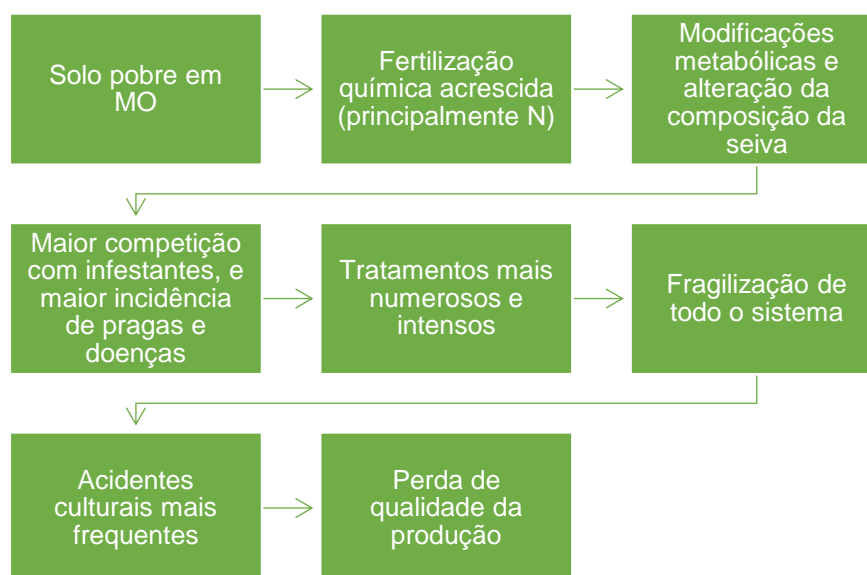 Solo pobre em
MO
Fertilização
química acrescida
(principalmente N)
Modificações
metabólicas e
alteração da
composição da
seiva
Maior competição
com infestantes, e
maior incidência
de pragas e
doenças
Tratamentos mais
numerosos e
intensos
Fragilização de
todo o sistema
Acidentes
culturais mais
frequentes
Perda de
qualidade da
produção